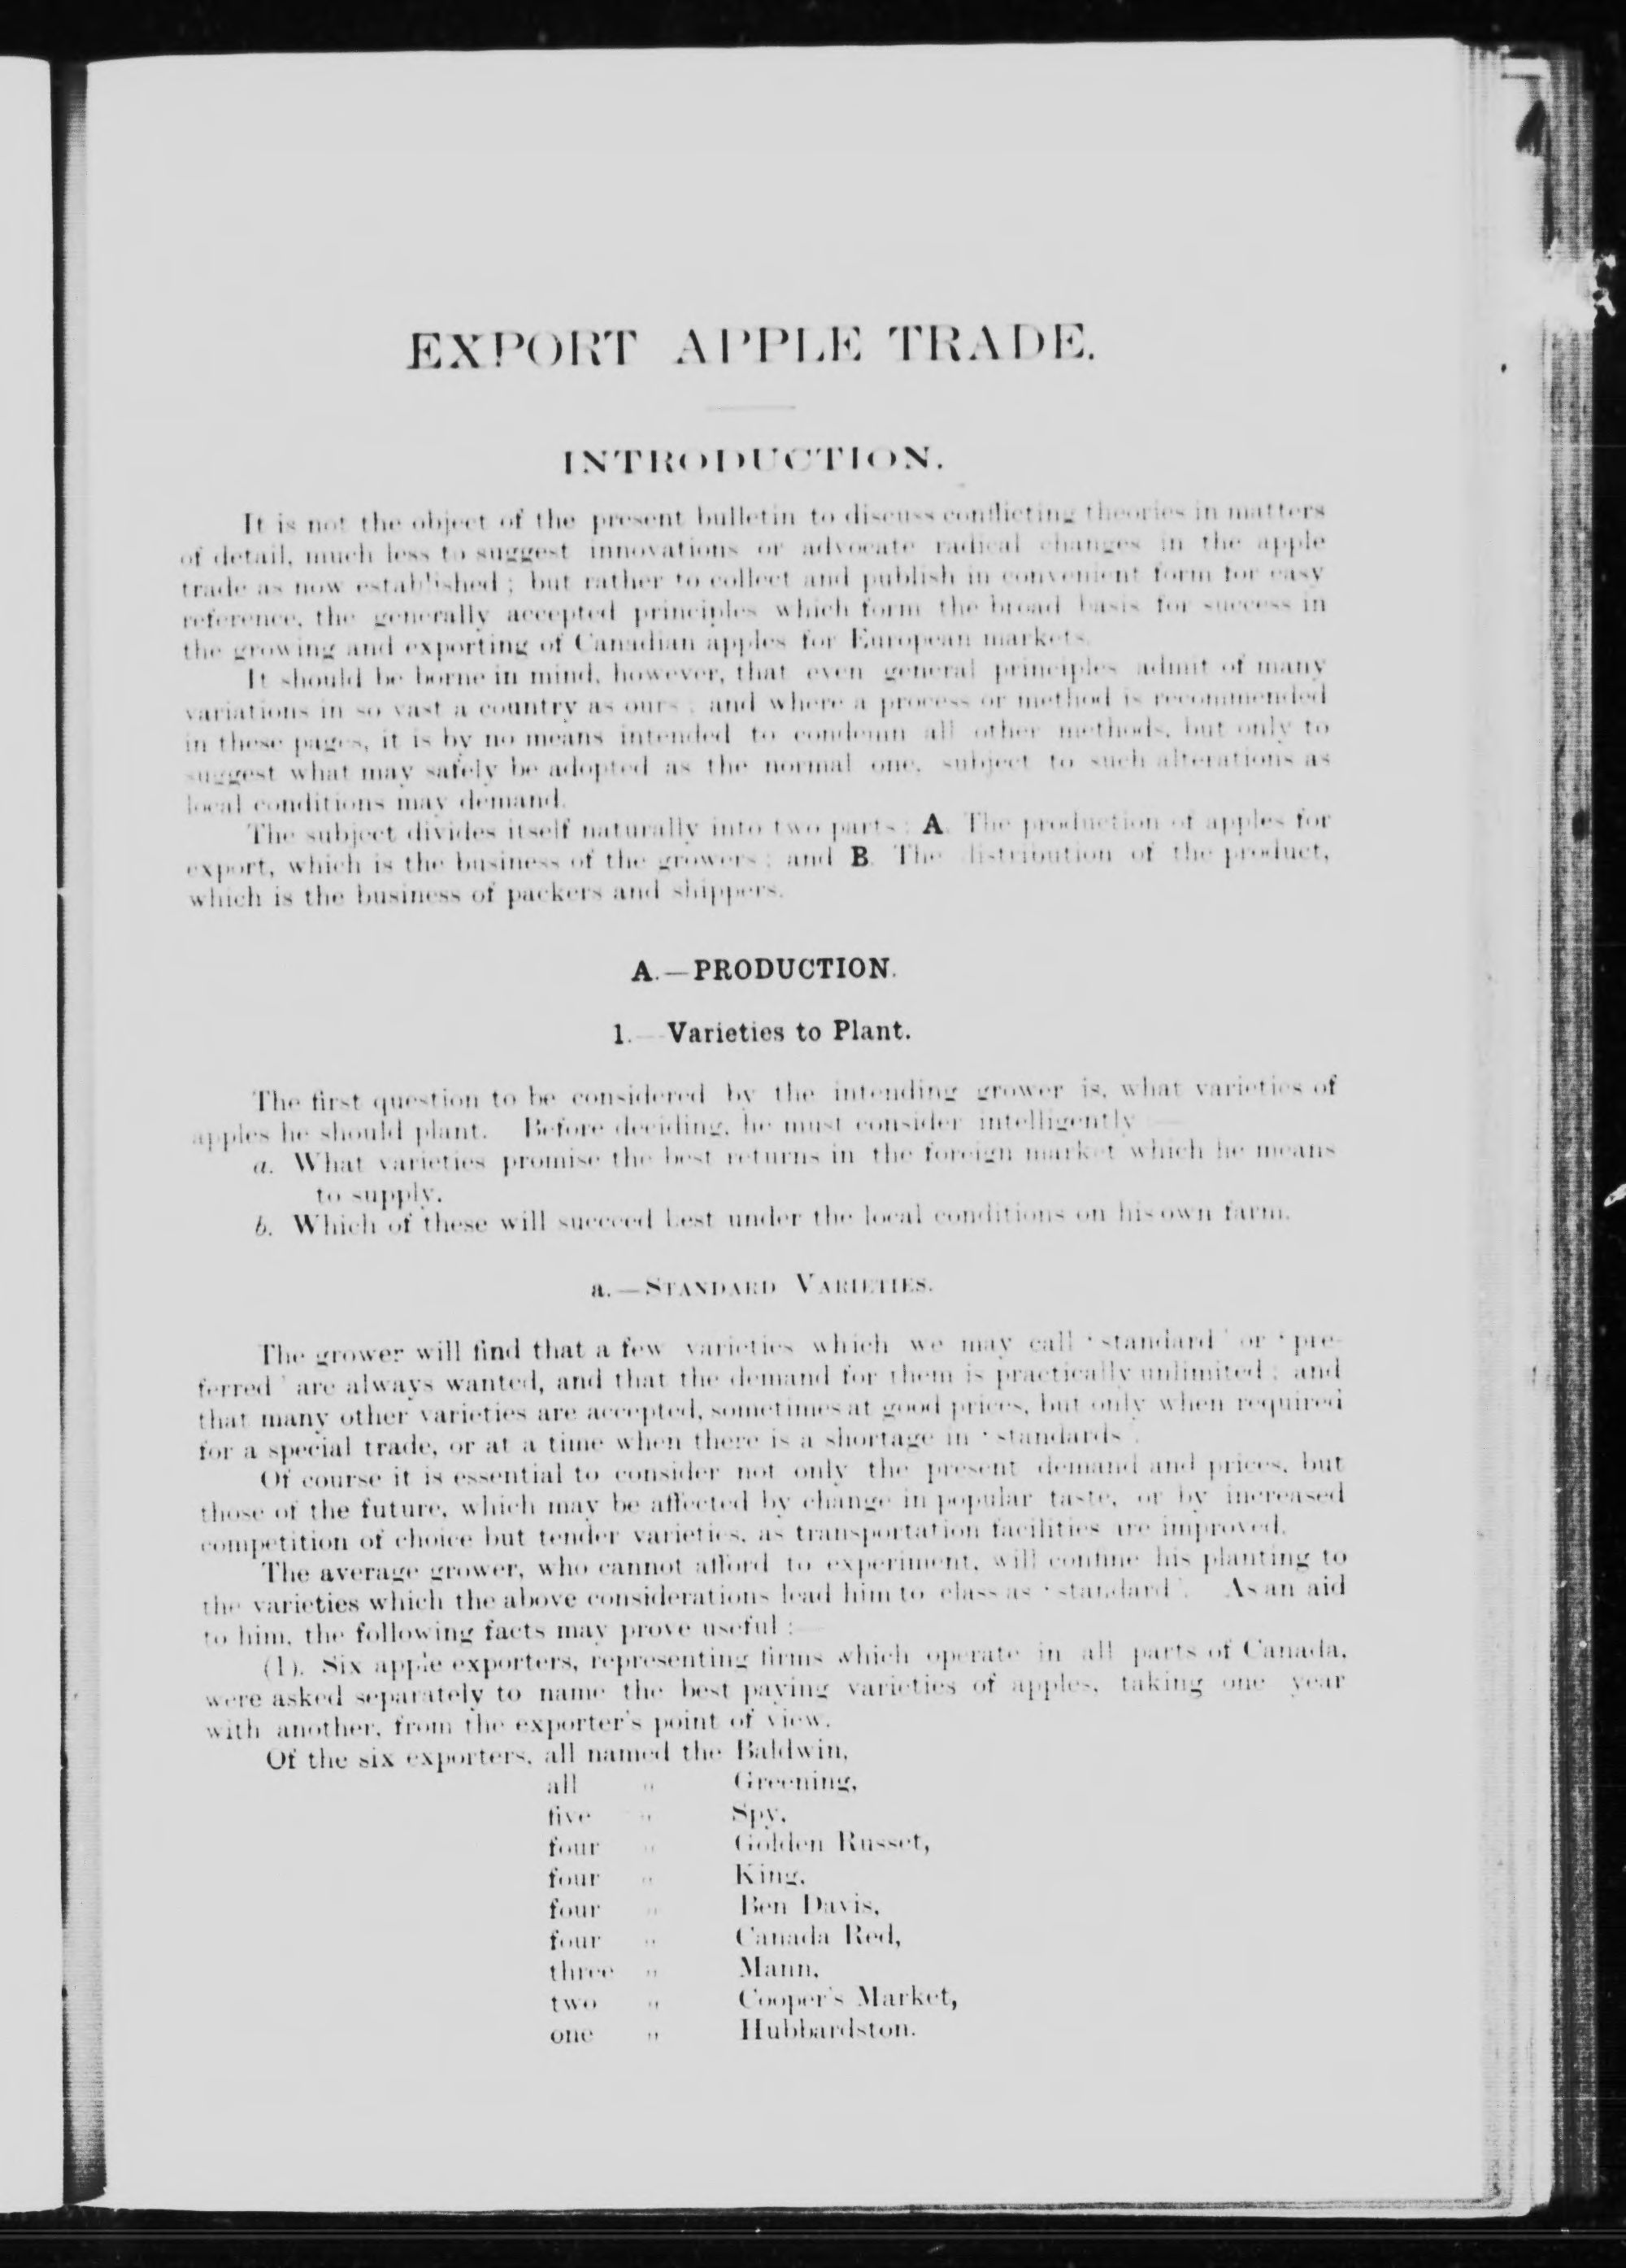 EXPORT APPLE TRADE.
INTRODUCTION.
It is not the object of the present bulletin to discuss conflicting theories in matters
of detail, much less to suggest innovations or advocate radical changes in the apple
trade as now established ; but rather to collect and publish in convenient form for easy
reference, the generally accepted principles which form the broad basis for success in
the growing and exporting of Canadian apples for European markets.
It should be borne in mind, however, that even general principles admit of many
variations in so vast a country as ours ; and where a process or method is recommended
in these pages, it is by no means intended to condemn all other methods, but only to
suggest what may safely be adopted as the normal one, subject to such alterations as
local conditions may demand.
The subject divides itself naturally into two parts : A. The production of apples for
export, which is the business of the growers ; and B. The distribution of the product,
which is the business of packers and shippers.
A.—PRODUCTION.
1.—Varieties to Plant.
The first question to be considered by the intending grower is, what varieties of
apples he should plant. Before deciding, he must consider intelligently—
a. What varieties promise the best returns in the foreign market which he means
to supply.
b. Which of these will succeed best under the local conditions on his own farm.
a.—Standard Varieties.
The grower will find that a few varieties which we may call 'standard' or 'pre-
ferred' are always wanted, and that the demand for them is practically unlimited ; and
that many other varieties are accepted, sometimes at good prices, but only when required
for a special trade, or at a time when there is a shortage in 'standards'.
Of course it is essential to consider not only the present demand and prices, but
those of the future, which may be affected by change in popular taste, or by increased
competition of choice but tender varieties, as transportation facilities are improved.
The average grower, who cannot afford to experiment, will confine his planting to
the varieties which the above considerations lead him to class as 'standard'. As an aid
to him, the following facts may prove useful :—
(1). Six apple exporters, representing firms which operate in all parts of Canada,
were asked separately to name the best paying varieties of apples, taking one year
with another, from the exporter's point of view.
Of the six exporters, all named the Baldwin,
all " Greening,
five " Spy,
four " Golden Russet,
four " King,
four " Ben Davis,
four " Canada Red,
three " Mann,
two " Cooper's Market,
one " Hubbardston.